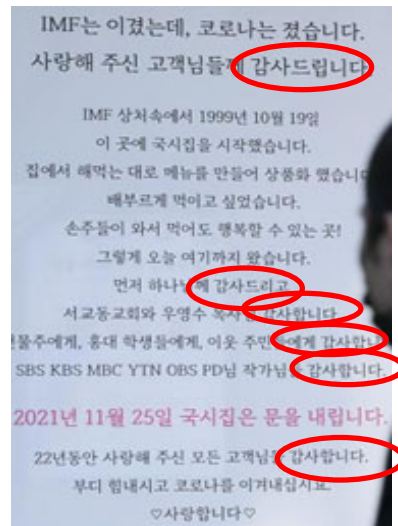 IMF는 이겼는데, 코로나는 졌습니다.
사랑해 주신 고객님들께 감사드립니다
IMF 상처속에서 1999년 10월 19일
이 곳에 국시집을 시작했습니다.
집에서 해먹는 대로 메뉴를 만들어 상품화 했습니다
배부르게 먹이고 싶었습니다.
손주들이 와서 먹어도 행복할 수 있는 곳!
그렇게 오늘 여기까지 왔습니다.
먼저 하나님께 감사드리고
서교동교회와 우영수 목사님 감사합니다.
물주에게, 홍대 학생들에게, 이웃 주민들에게 감사합니
SBS KBS MBC YTN OBS PD님 작가님들 감사합니다.
2021년 11월 25일 국시집은 문을 내립니다.
22년동안 사랑해 주신 모든 고객님들 감사합니다.
부디 힘내시고 코로나를 이겨내십시요.
♡사랑합니다♡